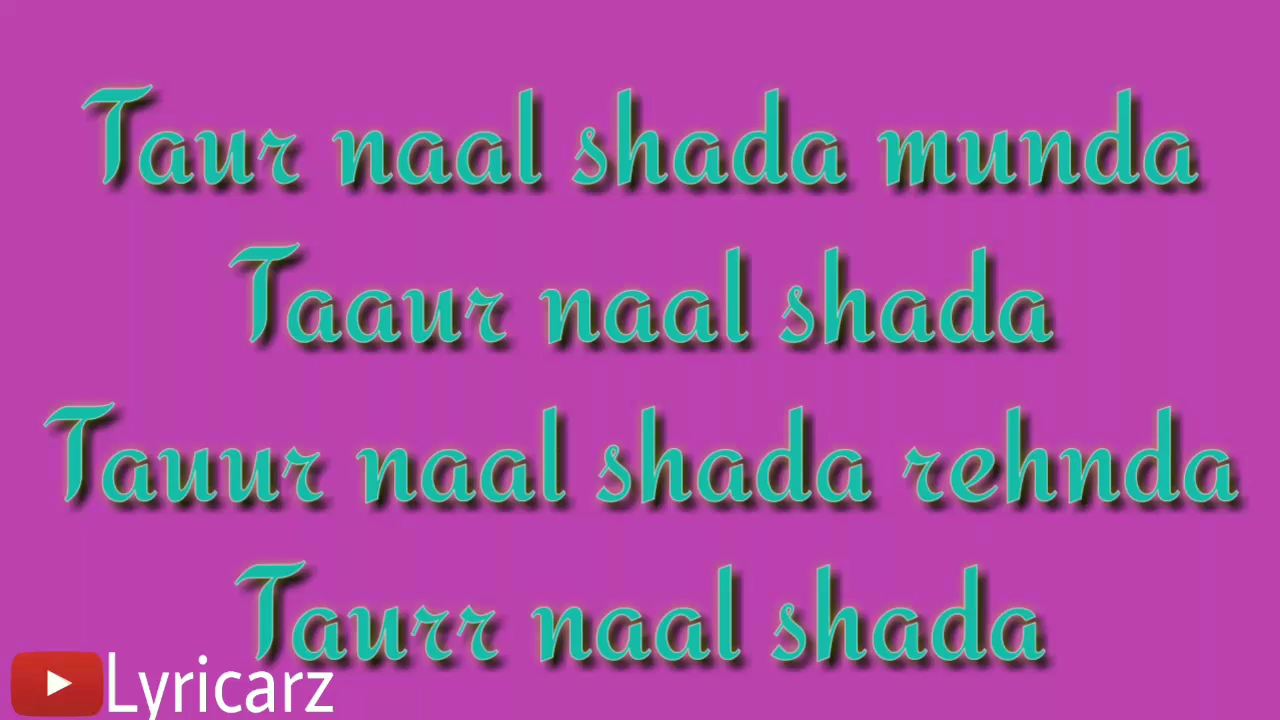 Taur naal shada munda
Taaur naal shada
Tauur naal shada rehnda
Taurr naal shada
Lyricarz